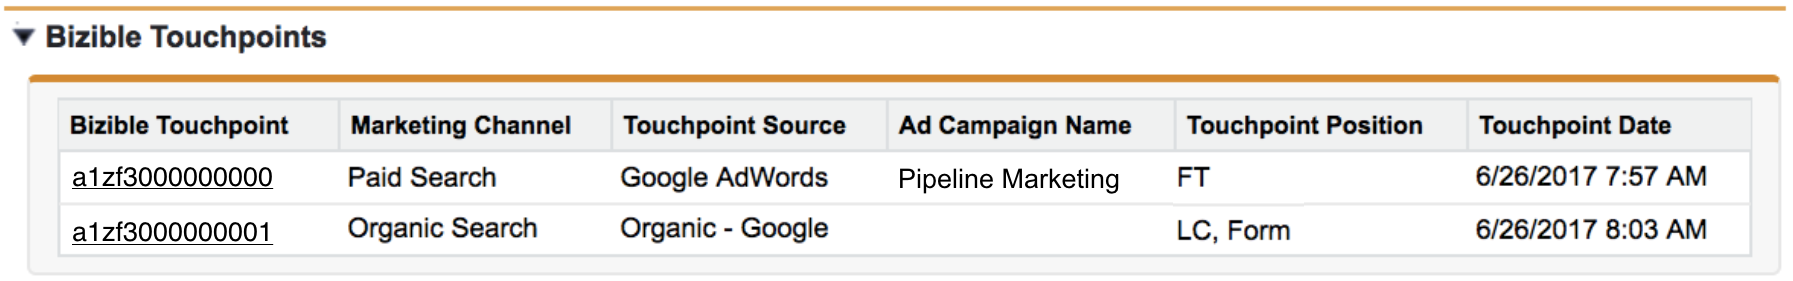 Bizible Touchpoints
Bizible Touchpoint Marketing Channel Touchpoint Source Ad Campaign Name Touchpoint Position Touchpoint Date
a1zf3000000000 Paid Search Google AdWords Pipeline Marketing FT 6/26/2017 7:57 AM
a1zf3000000001 Organic Search Organic - Google LC, Form 6/26/2017 8:03 AM